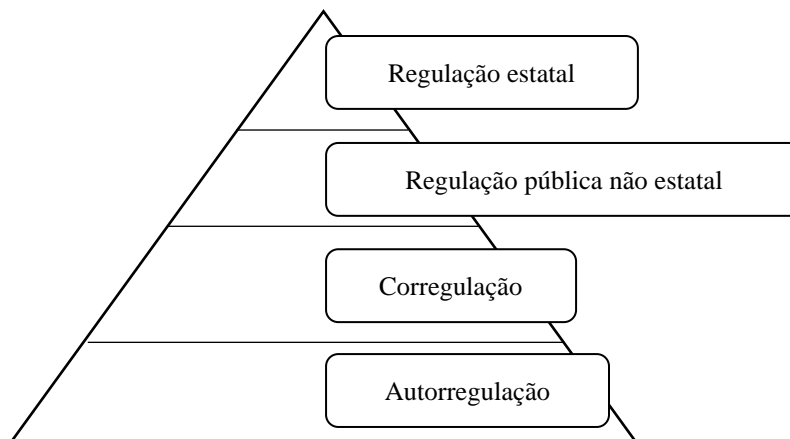 Regulação estatal
Regulação pública não estatal
Corregulação
Autorregulação